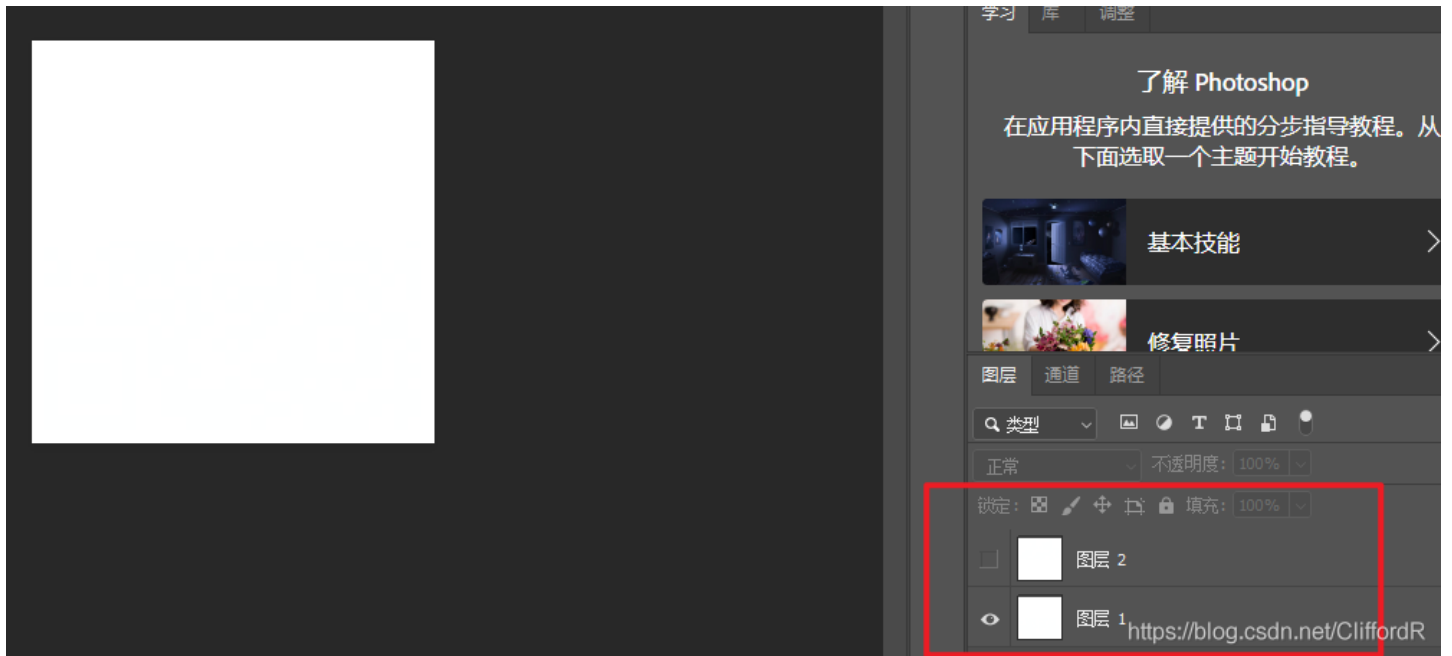 学习 库 调整
了解 Photoshop
在应用程序内直接提供的分步指导教程。从
下面选取一个主题开始教程。
基本技能
修复照片
图层 通道 路径
类型
正常 不透明度: 100%
锁定: 填充: 100%
图层 2
图层 1
https://blog.csdn.net/CliffordR